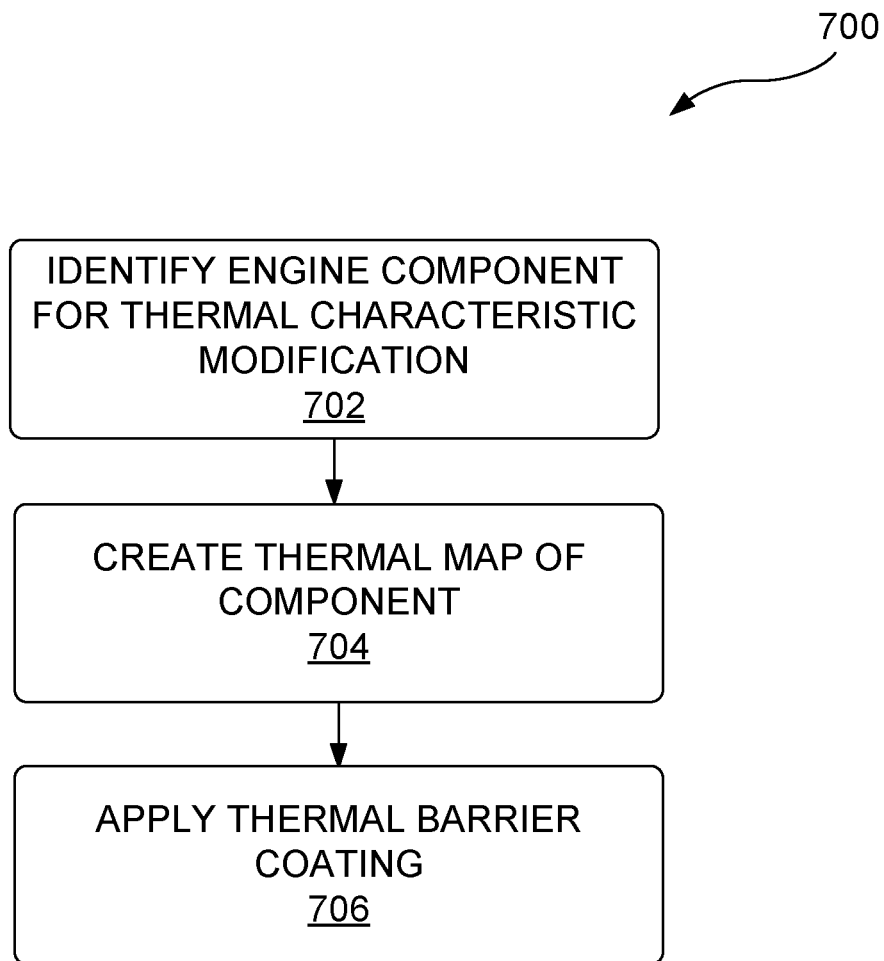 700
IDENTIFY ENGINE COMPONENT
FOR THERMAL CHARACTERISTIC
MODIFICATION
702
CREATE THERMAL MAP OF
COMPONENT
704
APPLY THERMAL BARRIER
COATING
706